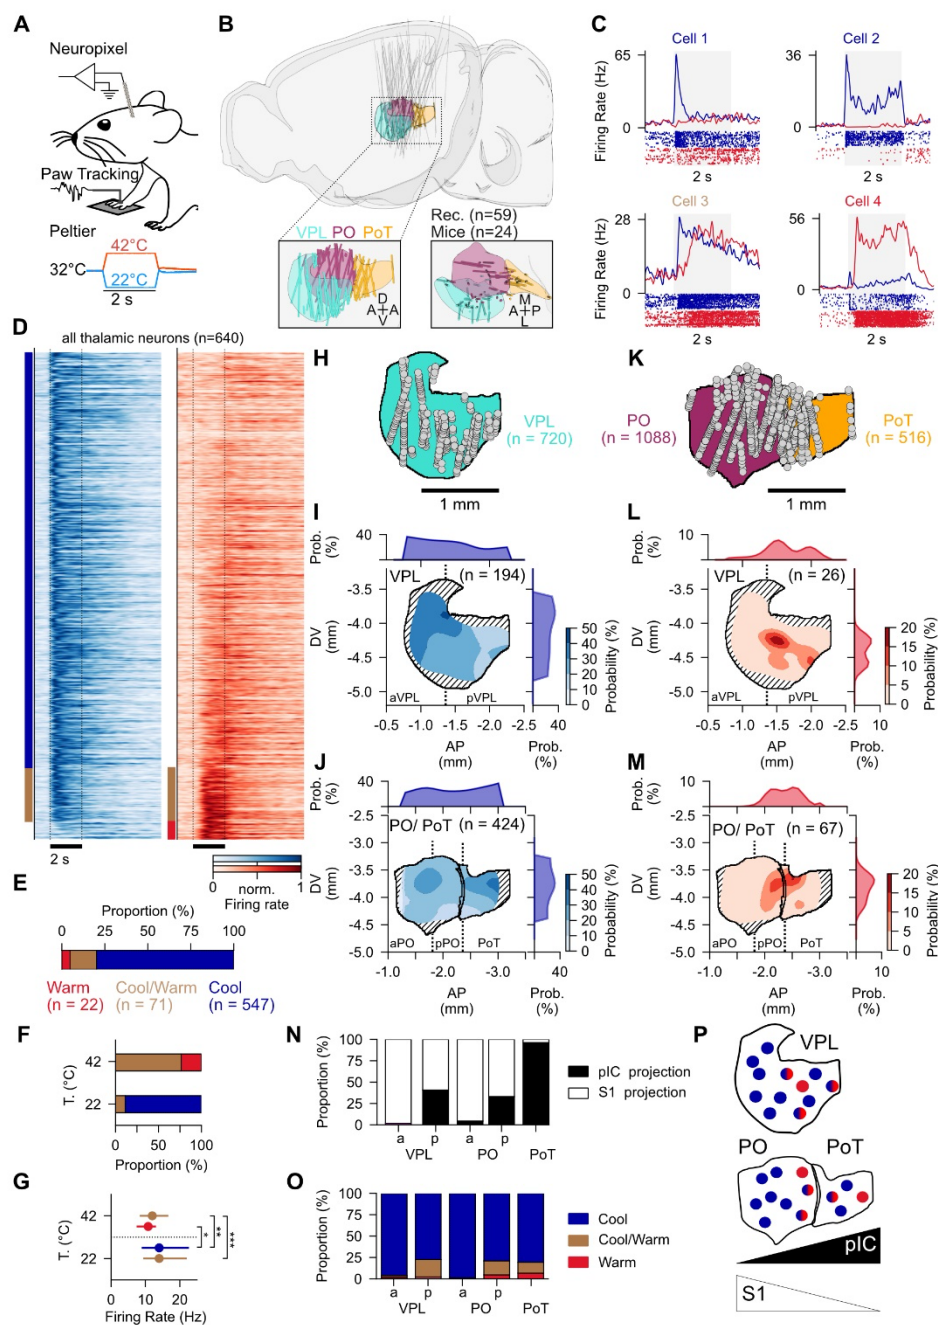 A
Neuropixel
Paw Tracking
Peltier
42°C
32°C
22°C
2 s
B
VPL PO PoT
Rec. (n=59)
Mice (n=24)
D
A A
V
M
A P
L
C
Cell 1
Cell 2
Firing Rate (Hz)
65
0
36
0
2 s
2 s
Cell 3
Cell 4
Firing Rate (Hz)
28
0
56
0
2 s
2 s
D
all thalamic neurons (n=640)
2 s
0 1
norm.
Firing rate
E
Proportion (%)
0 25 50 75 100
Warm
(n = 22)
Cool/Warm
(n = 71)
Cool
(n = 547)
F
T. (°C)
42
22
0 50 100
Proportion (%)
G
T. (°C)
42
22
*
**
***
10 20
Firing Rate (Hz)
H
VPL
(n = 720)
1 mm
K
PO
(n = 1088)
PoT
(n = 516)
1 mm
I
Prob.
(%)
40
0
VPL
(n = 194)
DV
(mm)
-3.5
-4.0
-4.5
-5.0
aVPL pVPL
-0.5 -1.0 -1.5 -2.0 -2.5
AP
(mm)
40
Prob.
(%)
50
40
30
20
10
0
Probability (%)
L
Prob.
(%)
10
0
VPL
(n = 26)
DV
(mm)
-3.5
-4.0
-4.5
-5.0
aVPL pVPL
-0.5 -1.0 -1.5 -2.0 -2.5
AP
(mm)
10
Prob.
(%)
20
15
10
5
0
Probability (%)
J
Prob.
(%)
40
0
PO/ PoT
(n = 424)
DV
(mm)
-2.5
-3.0
-3.5
-4.0
-4.5
-5.0
aPO pPO PoT
-1.0 -2.0 -3.0
AP
(mm)
40
Prob.
(%)
50
40
30
20
10
0
Probability (%)
M
Prob.
(%)
10
0
PO/ PoT
(n = 67)
DV
(mm)
-2.5
-3.0
-3.5
-4.0
-4.5
-5.0
aPO pPO PoT
-1.0 -2.0 -3.0
AP
(mm)
10
Prob.
(%)
20
15
10
5
0
Probability (%)
N
Proportion (%)
100
75
50
25
0
a p a p
VPL PO PoT
pIC projection
S1 projection
O
Proportion (%)
100
75
50
25
0
a p a p
VPL PO PoT
Cool
Cool/Warm
Warm
P
VPL
PO
PoT
pIC
S1